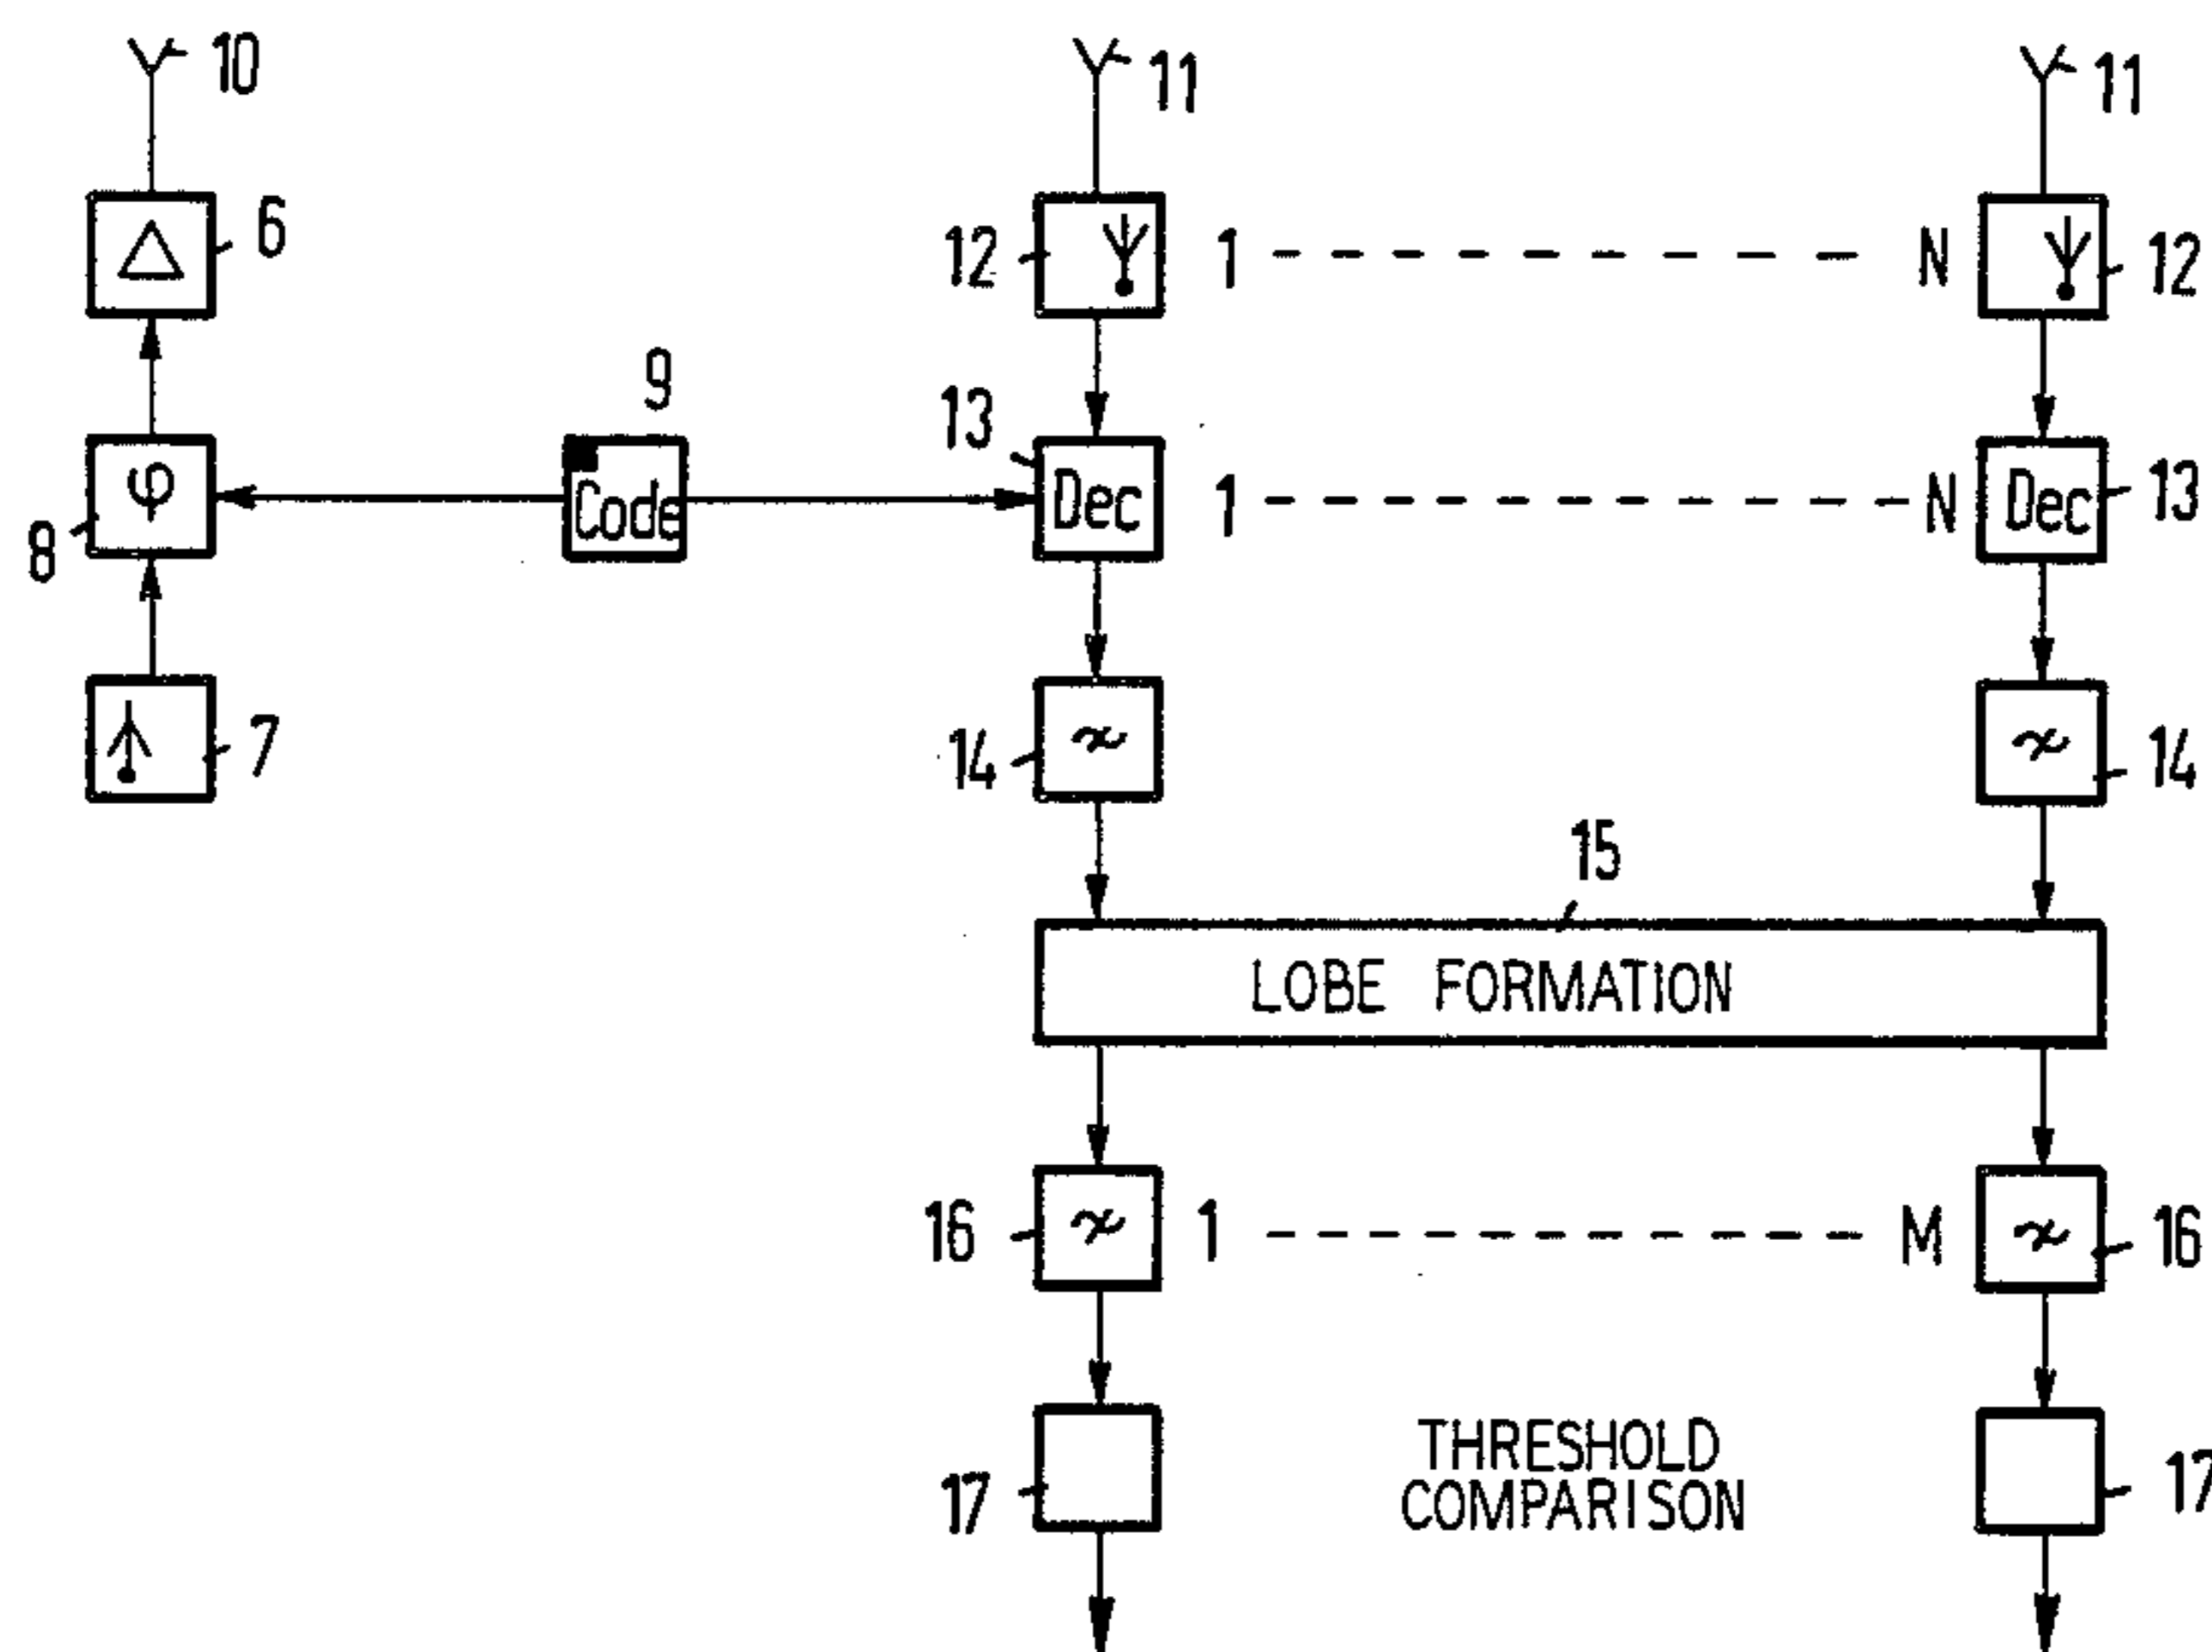 10 11 11
6
12 1 N 12
9
13
8 φ Code Dec 1 N Dec 13
7
14 14
15
LOBE FORMATION
16 1 M 16
17 THRESHOLD 17
COMPARISON